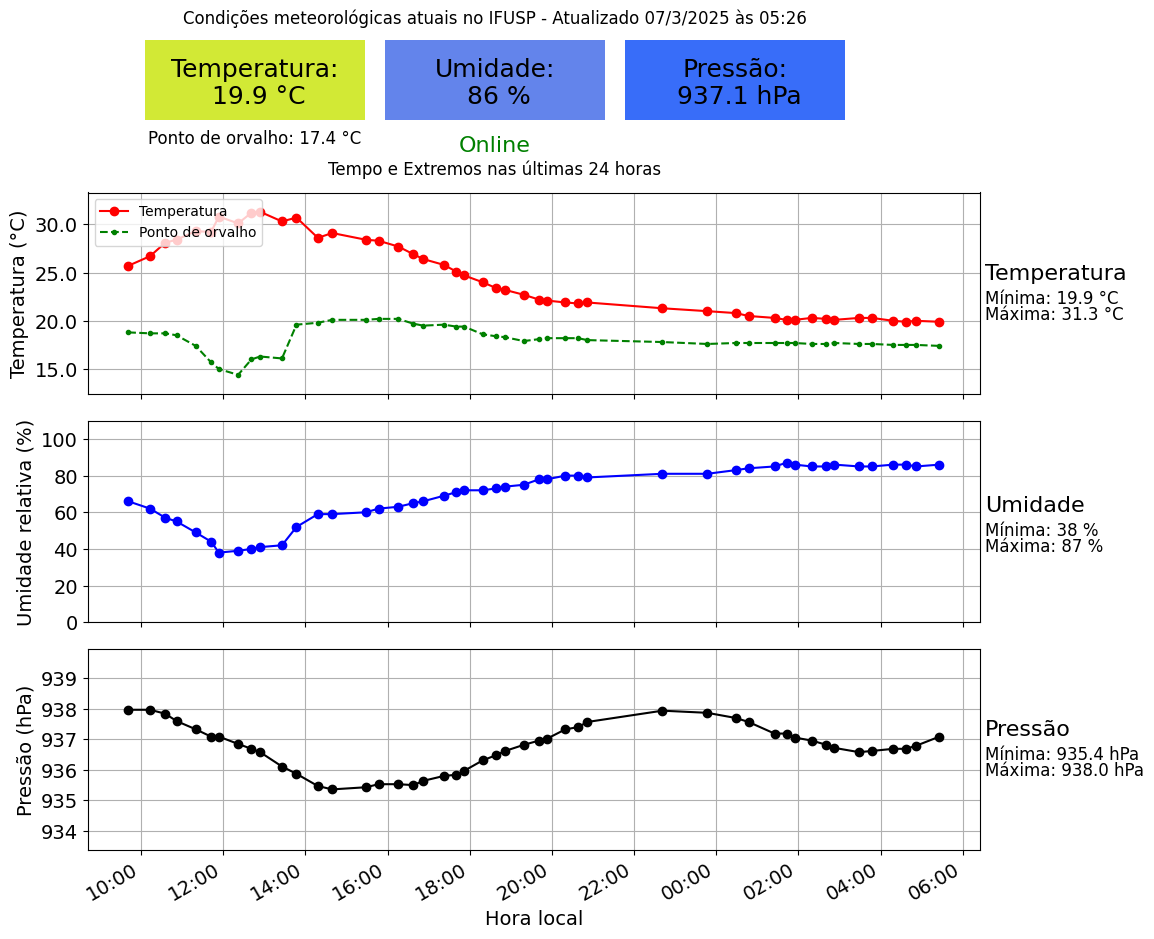 Condições meteorológicas atuais no IFUSP - Atualizado 07/3/2025 às 05:26
Temperatura:
19.9 °C
Umidade:
86 %
Pressão:
937.1 hPa
Ponto de orvalho: 17.4 °C
Online
Tempo e Extremos nas últimas 24 horas
Temperatura (°C)
30.0
25.0
20.0
15.0
Temperatura
Ponto de orvalho
Temperatura
Mínima: 19.9 °C
Máxima: 31.3 °C
Umidade relativa (%)
100
80
60
40
20
0
Umidade
Mínima: 38 %
Máxima: 87 %
Pressão (hPa)
939
938
937
936
935
934
Pressão
Mínima: 935.4 hPa
Máxima: 938.0 hPa
10:00 12:00 14:00 16:00 18:00 20:00 22:00 00:00 02:00 04:00 06:00
Hora local